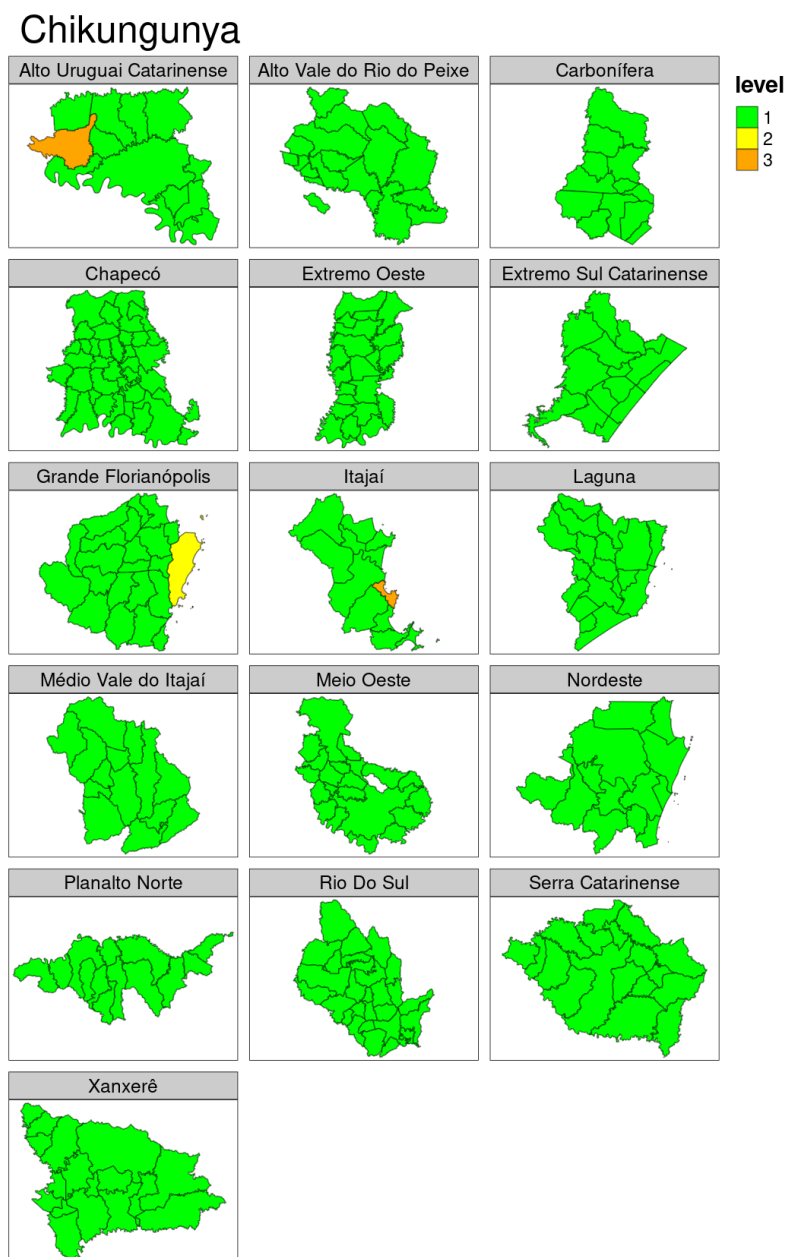 Chikungunya
Alto Uruguai Catarinense
Alto Vale do Rio do Peixe
Carbonífera
level
1
2
3
Chapecó
Extremo Oeste
Extremo Sul Catarinense
Grande Florianópolis
Itajaí
Laguna
Médio Vale do Itajaí
Meio Oeste
Nordeste
Planalto Norte
Rio Do Sul
Serra Catarinense
Xanxerê